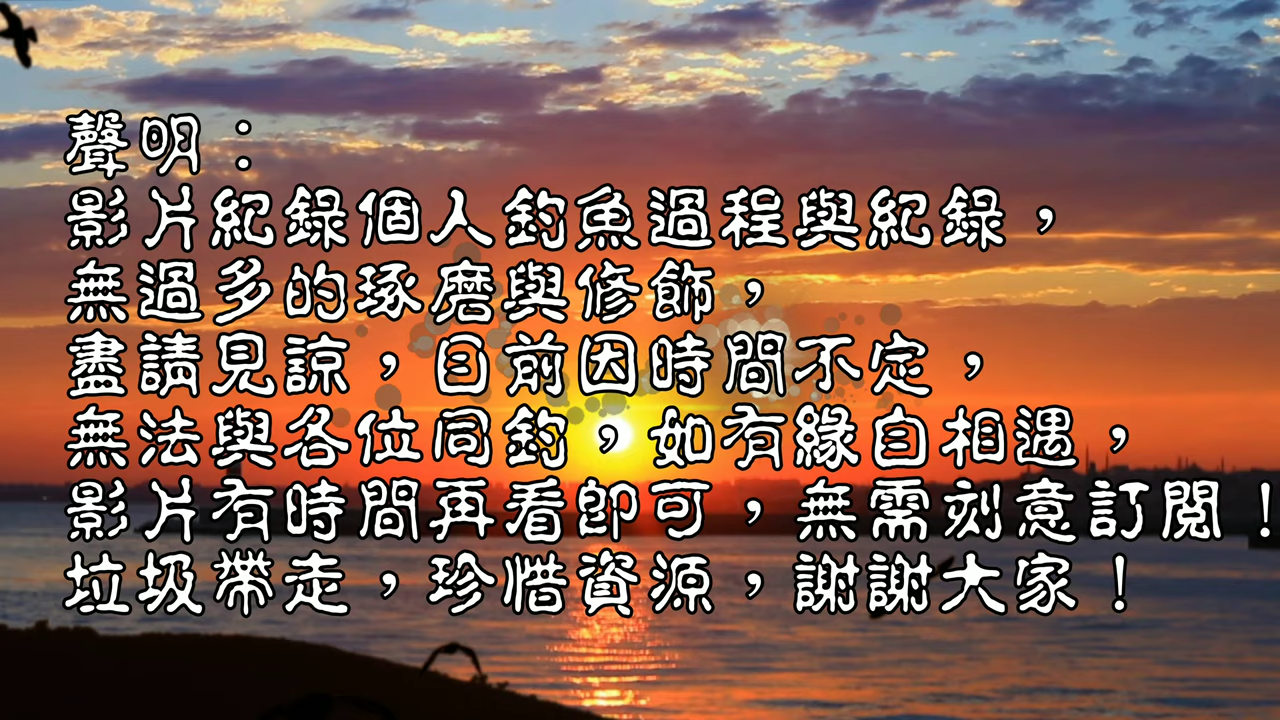 聲明：
影片紀錄個人釣魚過程與紀錄，
無過多的琢磨與修飾，
盡請見諒，目前因時間不定，
無法與各位同釣，如有緣自相遇，
影片有時間再看即可，無需刻意訂閱！
垃圾帶走，珍惜資源，謝謝大家！